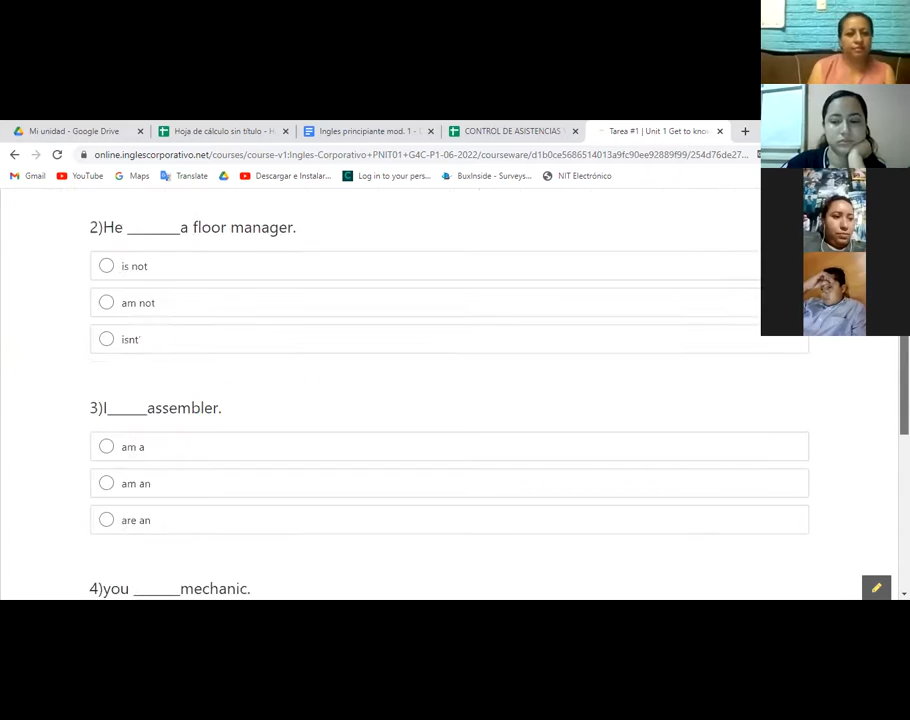 Mi unidad - Google Drive
Hoja de cálculo sin título - H
Ingles principiante mod. 1 -
CONTROL DE ASISTENCIAS
Tarea #1 | Unit 1 Get to kno
online.inglescorporativo.net/courses/course-v1:Ingles-Corporativo+PNIT01+G4C-P1-06-2022/courseware/d1b0ce5686514013a9fc90ee92889f99/254d76de27...
Gmail
YouTube
Maps
Translate
Descargar e Instalar...
Log in to your pers...
BuxInside - Surveys...
NIT Electrónico
2)He _______a floor manager.
is not
am not
isnt'
3)I_____assembler.
am a
am an
are an
4)you ______mechanic.